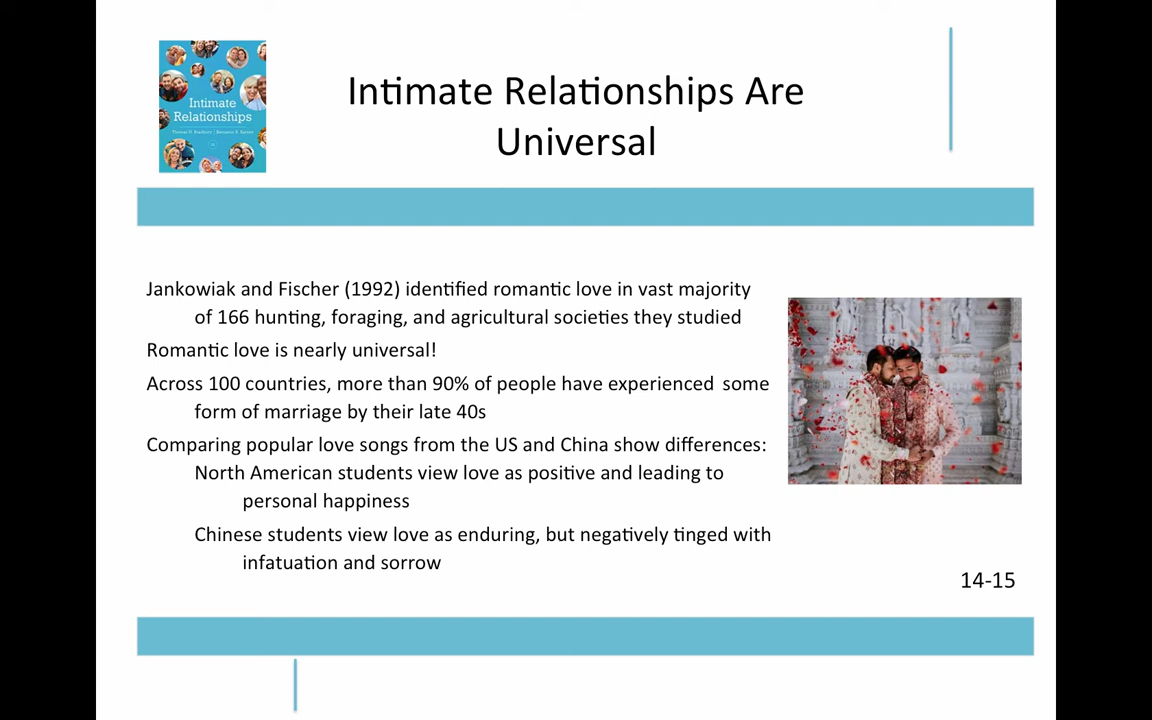 Intimate Relationships Are
Universal
Intimate
Relationships
Thomas N. Bradbury | Benjamin R. Karney
Jankowiak and Fischer (1992) identified romantic love in vast majority
of 166 hunting, foraging, and agricultural societies they studied
Romantic love is nearly universal!
Across 100 countries, more than 90% of people have experienced some
form of marriage by their late 40s
Comparing popular love songs from the US and China show differences:
North American students view love as positive and leading to
personal happiness
Chinese students view love as enduring, but negatively tinged with
infatuation and sorrow
14-15